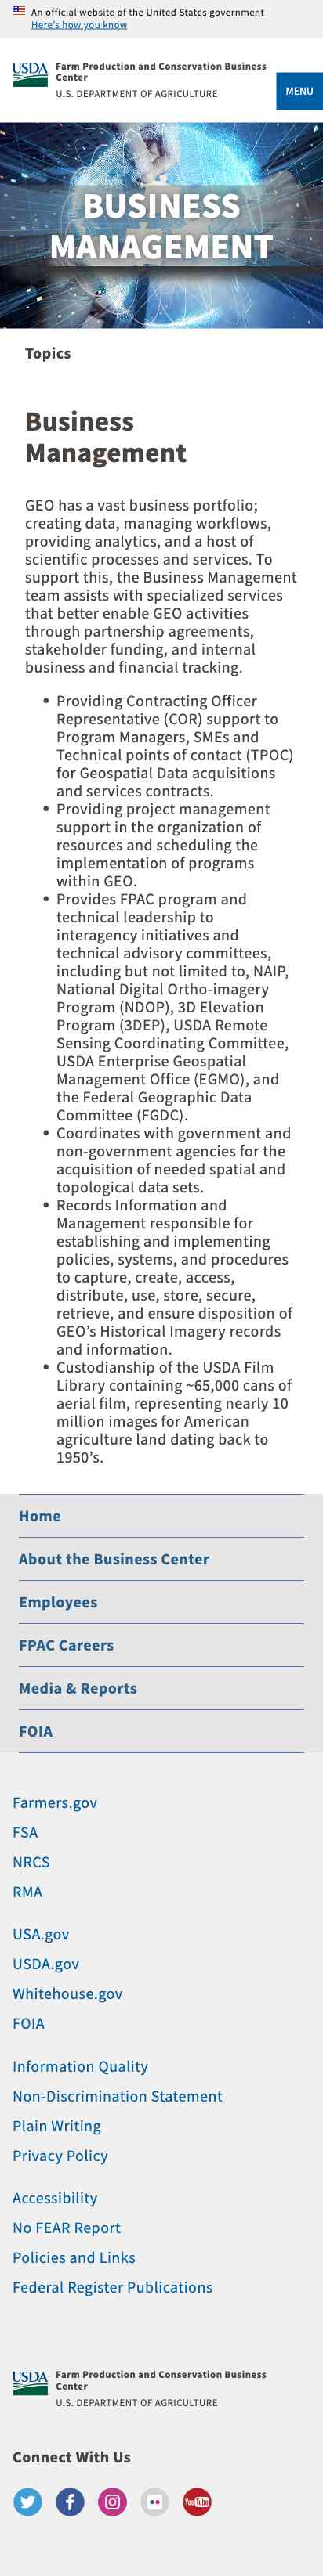 An official website of the United States government
Here's how you know
USDA
Farm Production and Conservation Business
Center
U.S. DEPARTMENT OF AGRICULTURE
MENU
BUSINESS
MANAGEMENT
Topics
Business
Management
GEO has a vast business portfolio;
creating data, managing workflows,
providing analytics, and a host of
scientific processes and services. To
support this, the Business Management
team assists with specialized services
that better enable GEO activities
through partnership agreements,
stakeholder funding, and internal
business and financial tracking.
• Providing Contracting Officer
Representative (COR) support to
Program Managers, SMEs and
Technical points of contact (TPOC)
for Geospatial Data acquisitions
and services contracts.
• Providing project management
support in the organization of
resources and scheduling the
implementation of programs
within GEO.
• Provides FPAC program and
technical leadership to
interagency initiatives and
technical advisory committees,
including but not limited to, NAIP,
National Digital Ortho-imagery
Program (NDOP), 3D Elevation
Program (3DEP), USDA Remote
Sensing Coordinating Committee,
USDA Enterprise Geospatial
Management Office (EGMO), and
the Federal Geographic Data
Committee (FGDC).
• Coordinates with government and
non-government agencies for the
acquisition of needed spatial and
topological data sets.
• Records Information and
Management responsible for
establishing and implementing
policies, systems, and procedures
to capture, create, access,
distribute, use, store, secure,
retrieve, and ensure disposition of
GEO’s Historical Imagery records
and information.
• Custodianship of the USDA Film
Library containing ~65,000 cans of
aerial film, representing nearly 10
million images for American
agriculture land dating back to
1950’s.
Home
About the Business Center
Employees
FPAC Careers
Media & Reports
FOIA
Farmers.gov
FSA
NRCS
RMA
USA.gov
USDA.gov
Whitehouse.gov
FOIA
Information Quality
Non-Discrimination Statement
Plain Writing
Privacy Policy
Accessibility
No FEAR Report
Policies and Links
Federal Register Publications
USDA
Farm Production and Conservation Business
Center
U.S. DEPARTMENT OF AGRICULTURE
Connect With Us
YouTube